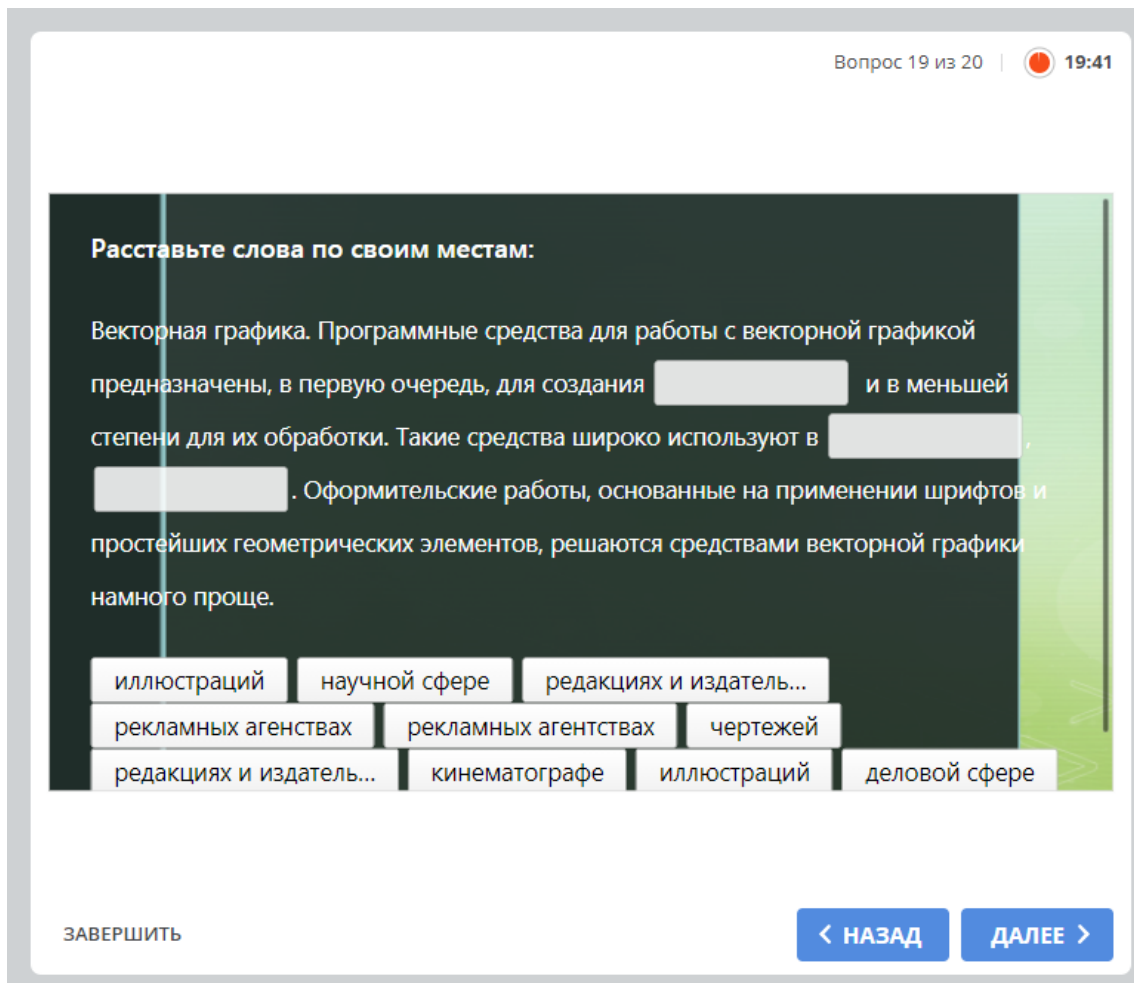 Вопрос 19 из 20 | 19:41
Расставьте слова по своим местам:
Векторная графика. Программные средства для работы с векторной графикой
предназначены, в первую очередь, для создания и в меньшей
степени для их обработки. Такие средства широко используют в ,
. Оформительские работы, основанные на применении шрифтов и
простейших геометрических элементов, решаются средствами векторной графики
намного проще.
иллюстраций научной сфере редакциях и издатель...
рекламных агенствах рекламных агентствах чертежей
редакциях и издатель... кинематографе иллюстраций деловой сфере
ЗАВЕРШИТЬ < НАЗАД ДАЛЕЕ >